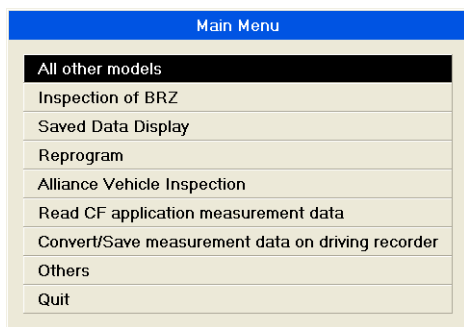 Main Menu
All other models
Inspection of BRZ
Saved Data Display
Reprogram
Alliance Vehicle Inspection
Read CF application measurement data
Convert/Save measurement data on driving recorder
Others
Quit